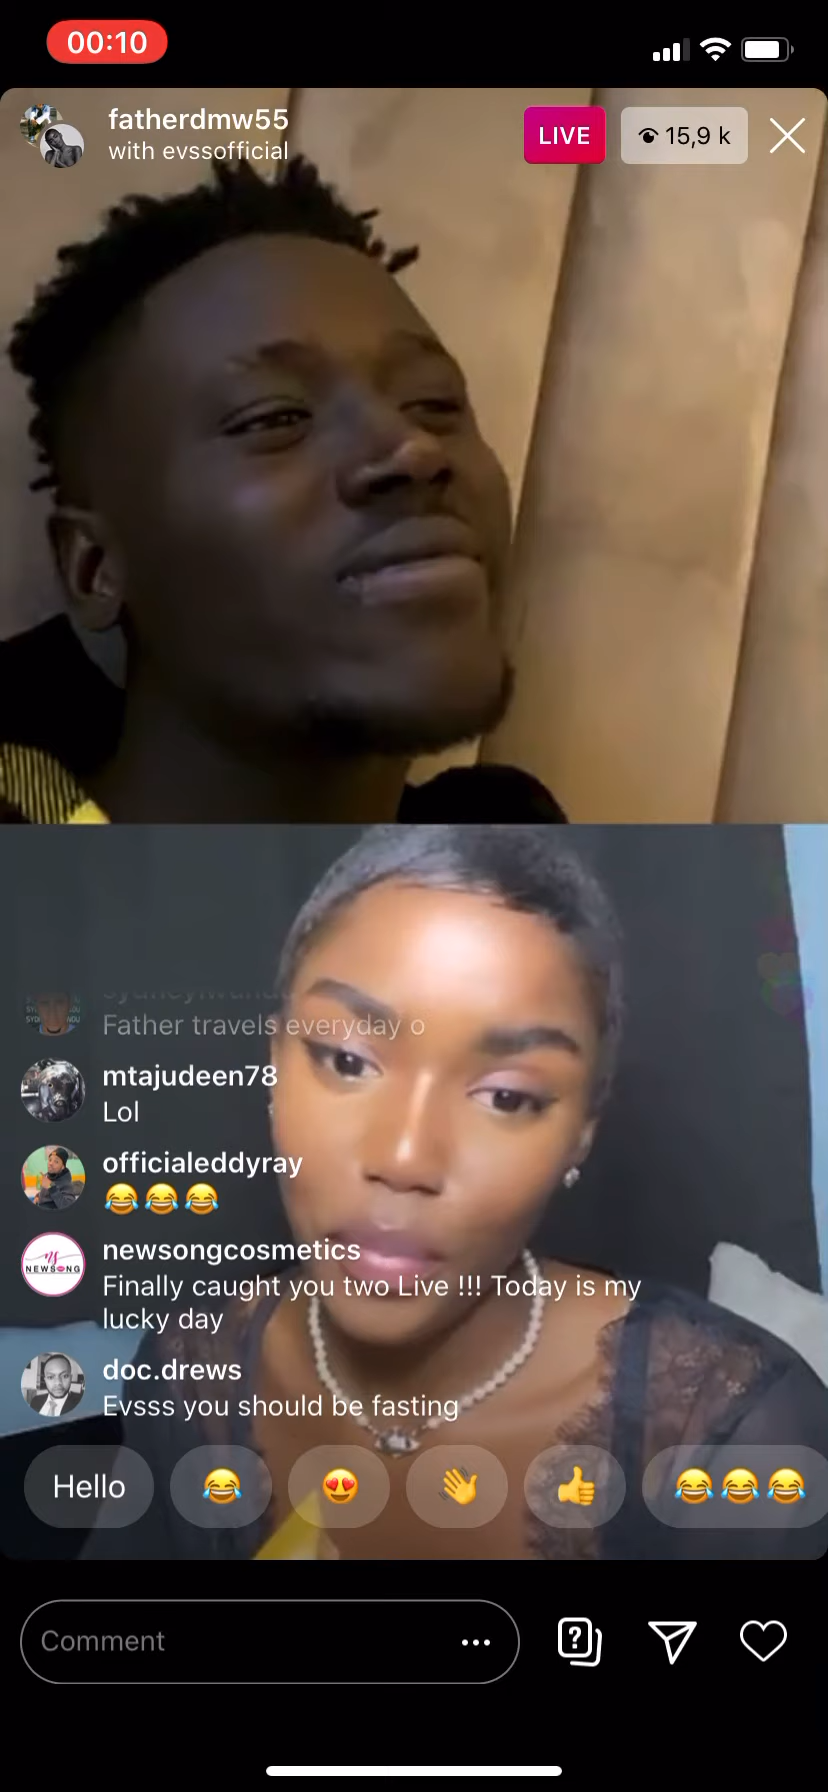 00:10
fatherdmw55
with evssofficial
LIVE
15,9 k
Father travels everyday o
mtajudeen78
Lol
officialeddyray
😂😂😂
newsongcosmetics
Finally caught you two Live !!! Today is my
lucky day
NEWSONG
doc.drews
Evsss you should be fasting
Hello
😂
😍
👋
👍
😂😂😂
Comment